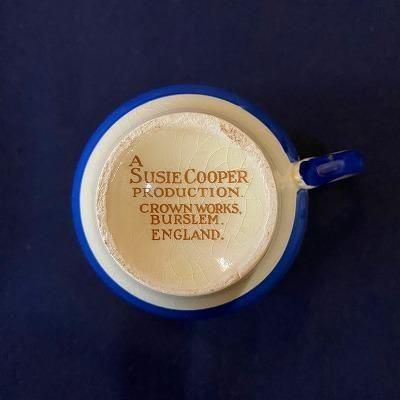 A
SUSIE COOPER
PRODUCTION.
CROWN WORKS,
BURSLEM.
ENGLAND.